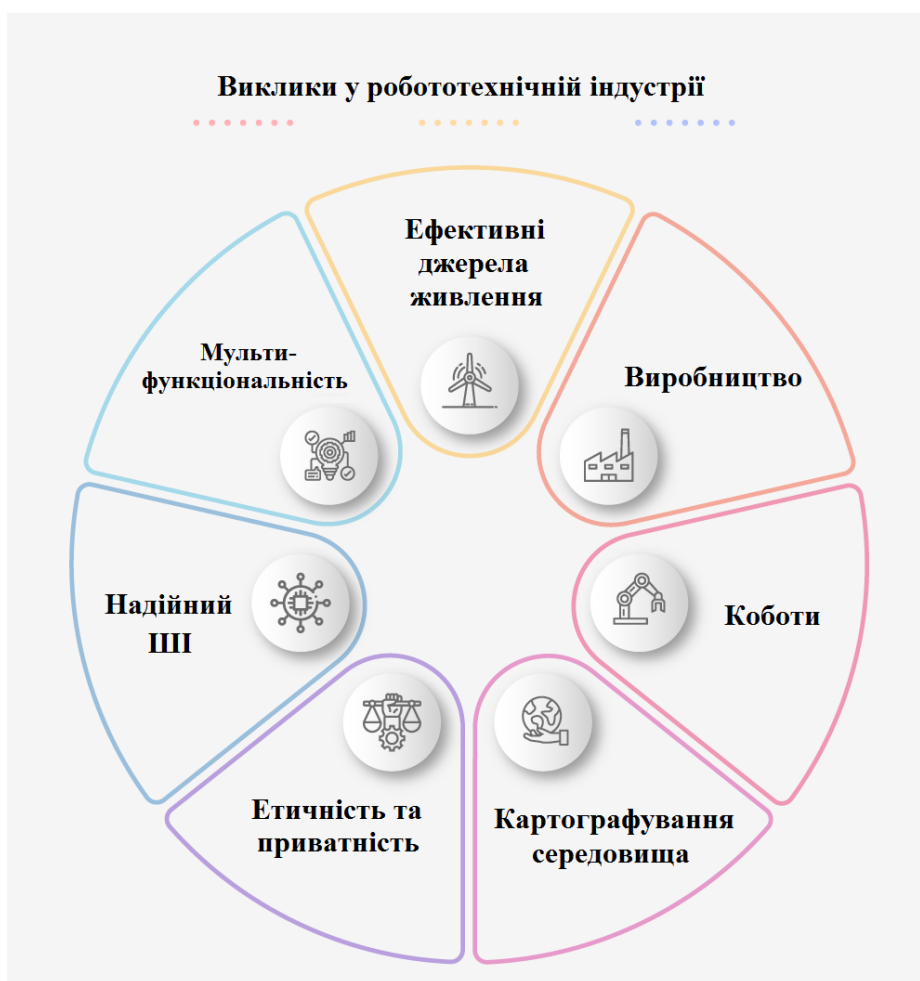 Виклики у робототехнічній індустрії
Ефективні
джерела
живлення
Виробництво
Коботи
Картографування
середовища
Етичність та
приватність
Надійний
ШІ
Мульти-
функціональність